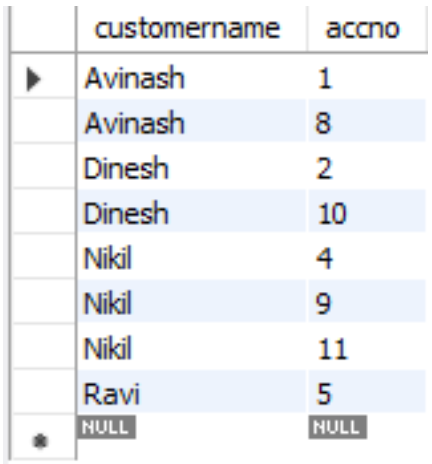 customername accno
Avinash 1
Avinash 8
Dinesh 2
Dinesh 10
Nikil 4
Nikil 9
Nikil 11
Ravi 5
NULL NULL